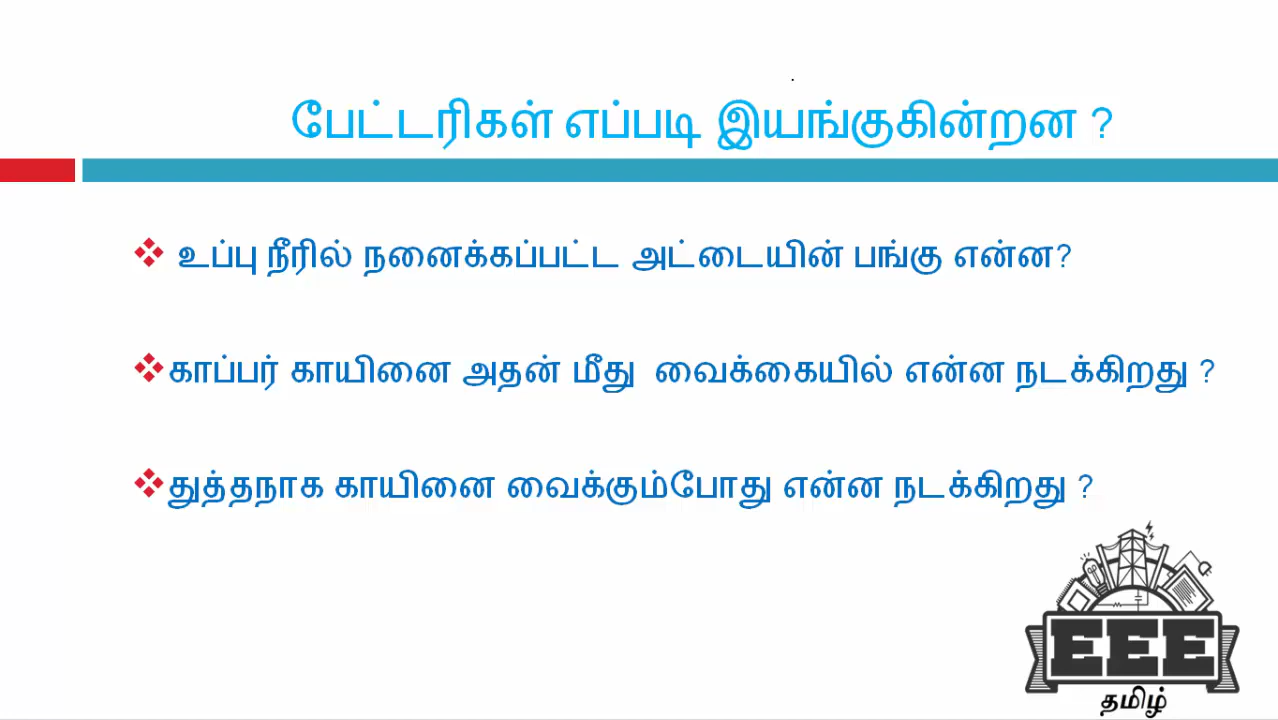 பேட்டரிகள் எப்படி இயங்குகின்றன ?
❖ உப்பு நீரில் நனைக்கப்பட்ட அட்டையின் பங்கு என்ன?
❖காப்பர் காயினை அதன் மீது வைக்கையில் என்ன நடக்கிறது ?
❖துத்தநாக காயினை வைக்கும்போது என்ன நடக்கிறது ?
EEE
தமிழ்